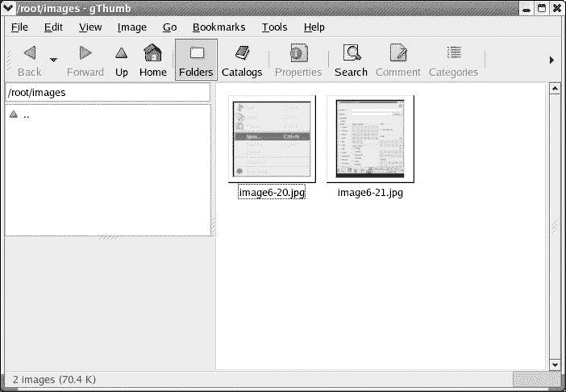 /root/images - gThumb
File Edit View Image Go Bookmarks Tools Help
Back Forward Up Home Folders Catalogs Properties Search Comment Categories
/root/images
..
image6-20.jpg image6-21.jpg
2 images (70.4 K)